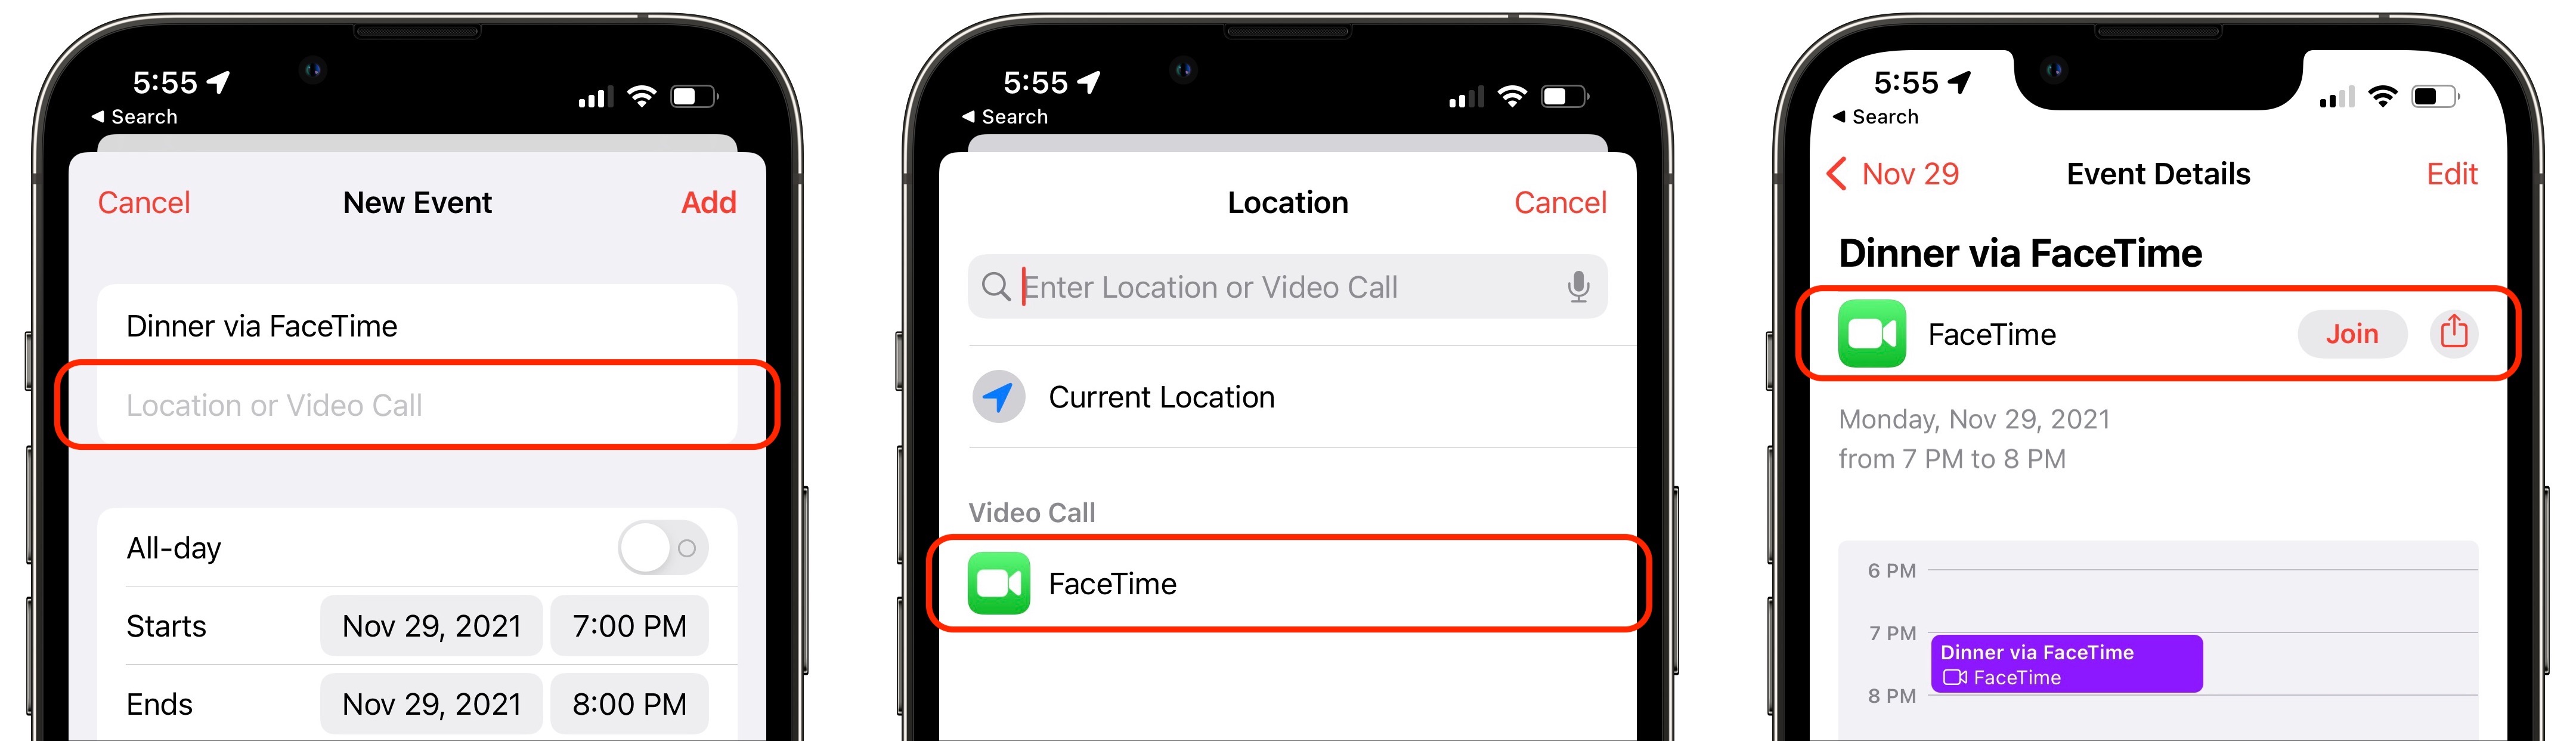 5:55
Search
Cancel
New Event
Add
Dinner via FaceTime
Location or Video Call
All-day
Starts
Nov 29, 2021
7:00 PM
Ends
Nov 29, 2021
8:00 PM
5:55
Search
Location
Cancel
Enter Location or Video Call
Current Location
Video Call
FaceTime
5:55
Search
Nov 29
Event Details
Edit
Dinner via FaceTime
FaceTime
Join
Monday, Nov 29, 2021
from 7 PM to 8 PM
6 PM
7 PM
Dinner via FaceTime
FaceTime
8 PM